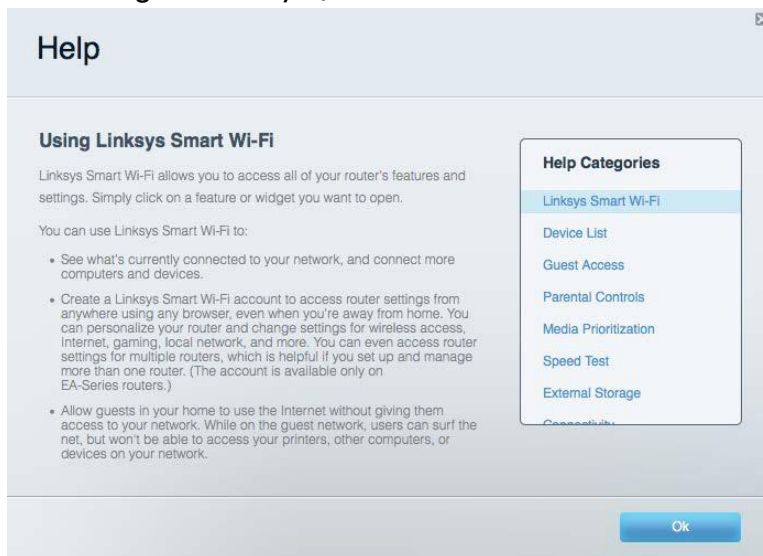 Help
Using Linksys Smart Wi-Fi
Linksys Smart Wi-Fi allows you to access all of your router's features and
settings. Simply click on a feature or widget you want to open.
You can use Linksys Smart Wi-Fi to:
• See what's currently connected to your network, and connect more
computers and devices.
• Create a Linksys Smart Wi-Fi account to access router settings from
anywhere using any browser, even when you're away from home. You
can personalize your router and change settings for wireless access,
Internet, gaming, local network, and more. You can even access router
settings for multiple routers, which is helpful if you set up and manage
more than one router. (The account is available only on
EA-Series routers.)
• Allow guests in your home to use the Internet without giving them
access to your network. While on the guest network, users can surf the
net, but won't be able to access your printers, other computers, or
devices on your network.
Help Categories
Linksys Smart Wi-Fi
Device List
Guest Access
Parental Controls
Media Prioritization
Speed Test
External Storage
Connectivity
Ok